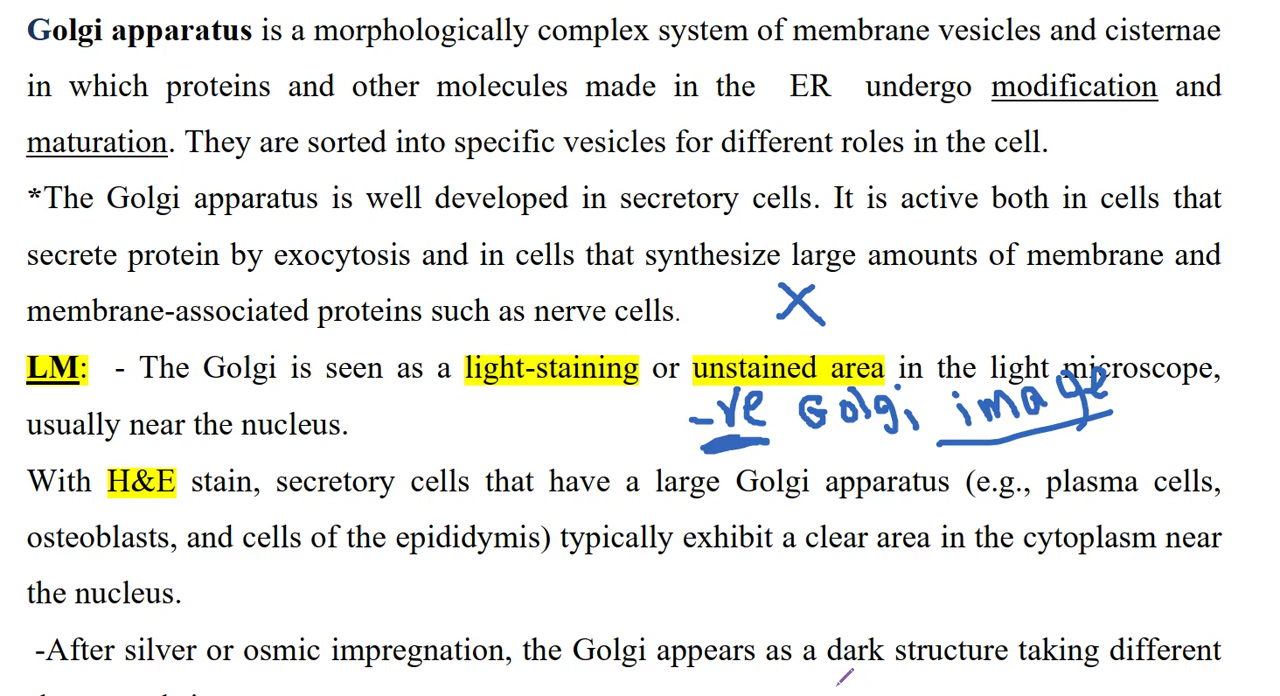 Golgi apparatus is a morphologically complex system of membrane vesicles and cisternae
in which proteins and other molecules made in the ER undergo modification and
maturation. They are sorted into specific vesicles for different roles in the cell.
*The Golgi apparatus is well developed in secretory cells. It is active both in cells that
secrete protein by exocytosis and in cells that synthesize large amounts of membrane and
membrane-associated proteins such as nerve cells.
X
LM: - The Golgi is seen as a light-staining or unstained area in the light microscope,
-ve Golgi image
usually near the nucleus.
With H&E stain, secretory cells that have a large Golgi apparatus (e.g., plasma cells,
osteoblasts, and cells of the epididymis) typically exhibit a clear area in the cytoplasm near
the nucleus.
-After silver or osmic impregnation, the Golgi appears as a dark structure taking different